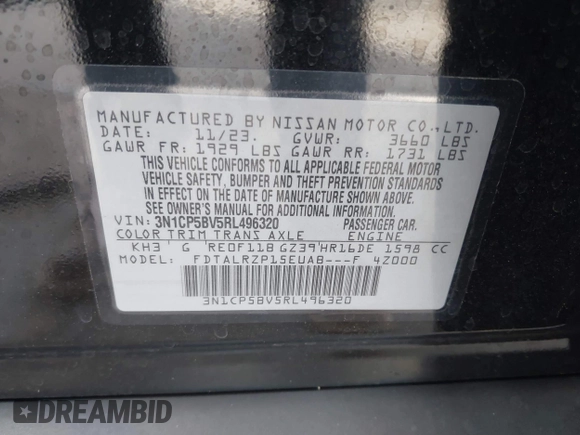 MANUFACTURED BY NISSAN MOTOR CO., LTD.
DATE: 11/23. GVWR: 3660 LBS
GAWR FR: 1929 LBS GAWR RR: 1731 LBS
THIS VEHICLE CONFORMS TO ALL APPLICABLE FEDERAL MOTOR
VEHICLE SAFETY, BUMPER AND THEFT PREVENTION STANDARDS
IN EFFECT ON THE DATE OF MANUFACTURE SHOWN ABOVE.
SEE OWNER'S MANUAL FOR ADDITIONAL INFORMATION.
VIN: 3N1CP5BV5RL496320 PASSENGER CAR.
COLOR TRIM TRANS AXLE ENGINE
KH3 G RE0F11B GZ39 HR16DE 1598 CC
MODEL: FDTALRZP15EUAB---F 4Z000
3N1CP5BV5RL496320
DREAMBID